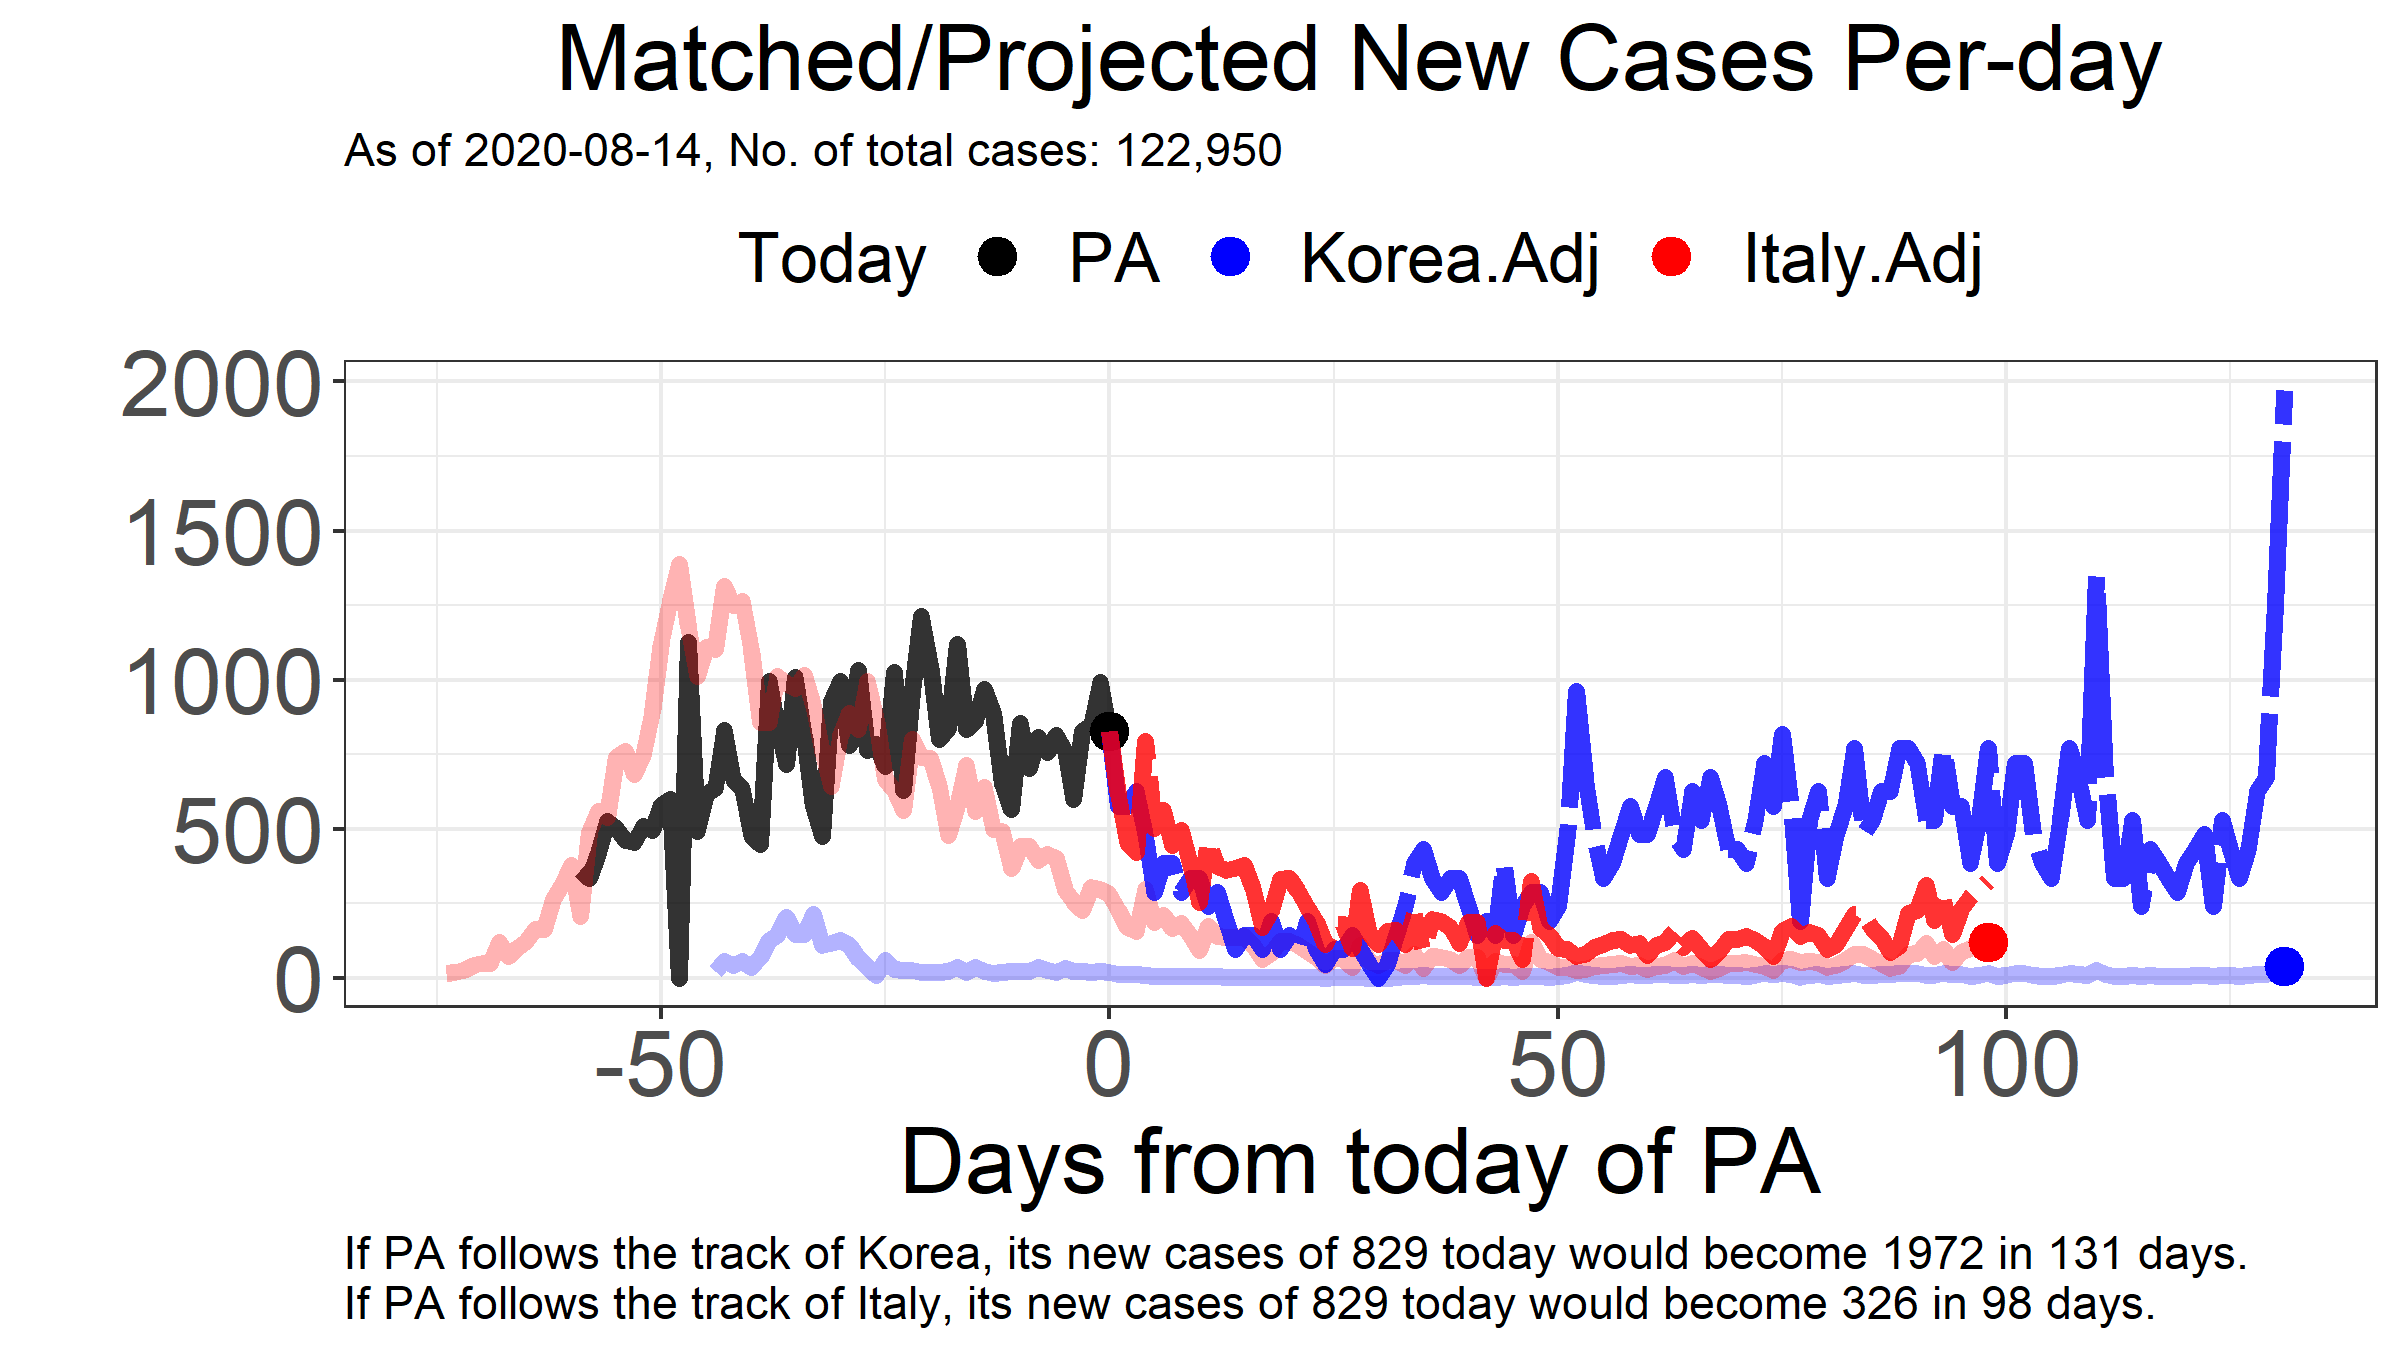 Matched/Projected New Cases Per-day
As of 2020-08-14, No. of total cases: 122,950
Today PA Korea.Adj Italy.Adj
2000
1500
1000
500
0
-50 0 50 100
Days from today of PA
If PA follows the track of Korea, its new cases of 829 today would become 1972 in 131 days.
If PA follows the track of Italy, its new cases of 829 today would become 326 in 98 days.